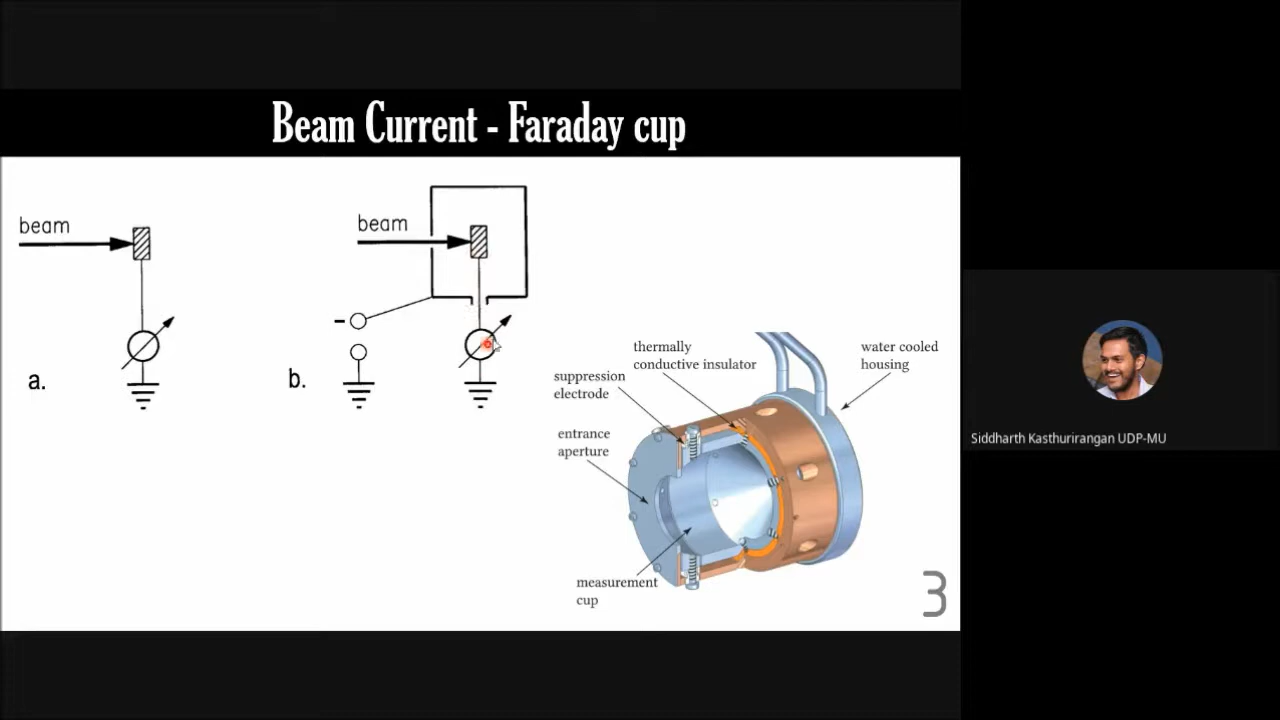 Beam Current - Faraday cup
beam
a.
beam
-
b.
thermally
conductive insulator
water cooled
housing
suppression
electrode
entrance
aperture
measurement
cup
3
Siddharth Kasthurirangan UDP-MU